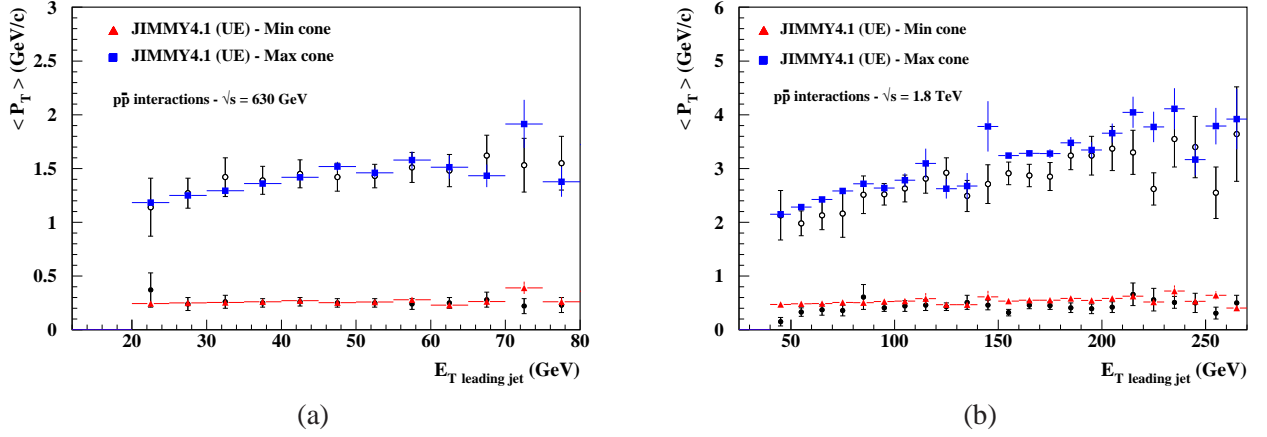 < P_T > (GeV/c)
3
2.5
2
1.5
1
0.5
0
JIMMY4.1 (UE) - Min cone
JIMMY4.1 (UE) - Max cone
pp̄ interactions - √s = 630 GeV
20 30 40 50 60 70 80
E_T leading jet (GeV)
(a)
< P_T > (GeV/c)
6
5
4
3
2
1
0
JIMMY4.1 (UE) - Min cone
JIMMY4.1 (UE) - Max cone
pp̄ interactions - √s = 1.8 TeV
50 100 150 200 250
E_T leading jet (GeV)
(b)